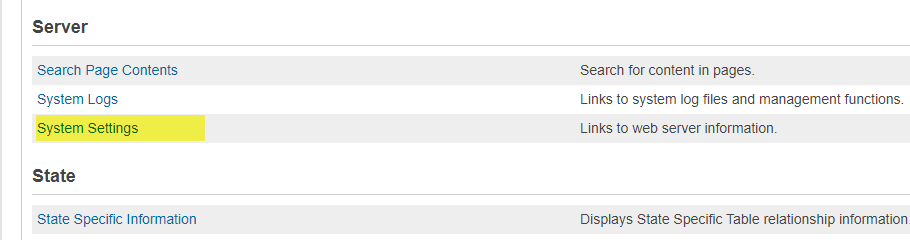 Server
Search Page Contents Search for content in pages.
System Logs Links to system log files and management functions.
System Settings Links to web server information.
State
State Specific Information Displays State Specific Table relationship information.